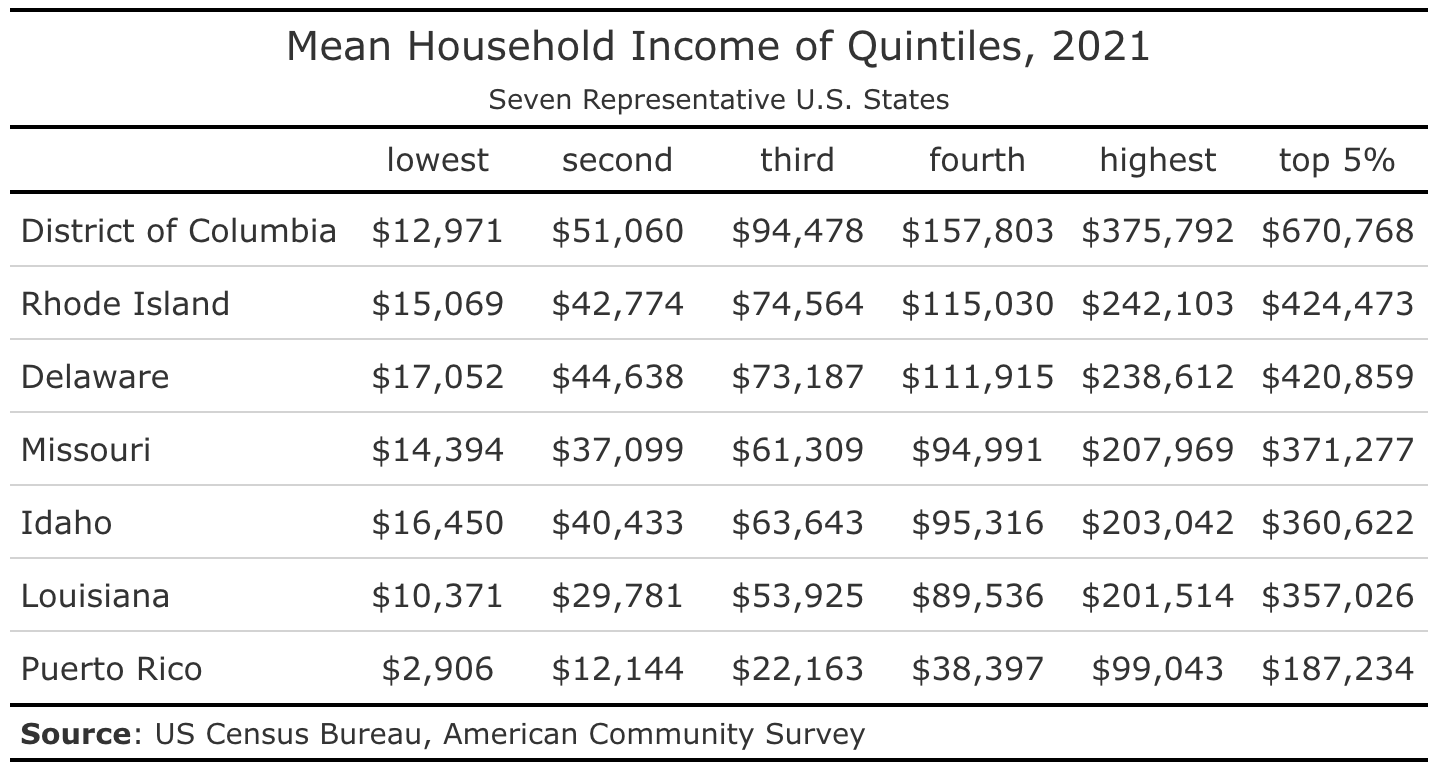 Mean Household Income of Quintiles, 2021
Seven Representative U.S. States
lowest second third fourth highest top 5%
District of Columbia $12,971 $51,060 $94,478 $157,803 $375,792 $670,768
Rhode Island $15,069 $42,774 $74,564 $115,030 $242,103 $424,473
Delaware $17,052 $44,638 $73,187 $111,915 $238,612 $420,859
Missouri $14,394 $37,099 $61,309 $94,991 $207,969 $371,277
Idaho $16,450 $40,433 $63,643 $95,316 $203,042 $360,622
Louisiana $10,371 $29,781 $53,925 $89,536 $201,514 $357,026
Puerto Rico $2,906 $12,144 $22,163 $38,397 $99,043 $187,234
Source: US Census Bureau, American Community Survey